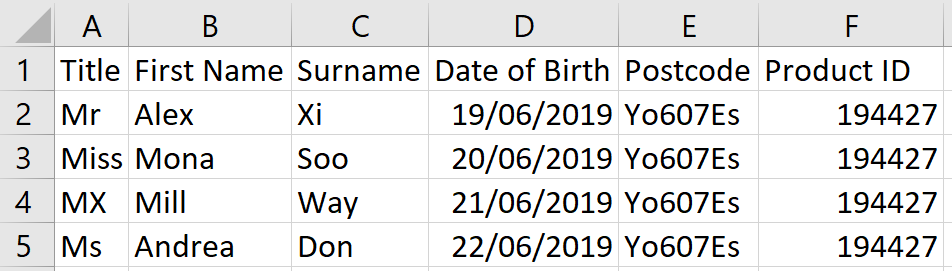 A B C D E F
1 Title First Name Surname Date of Birth Postcode Product ID
2 Mr Alex Xi 19/06/2019 Yo607Es 194427
3 Miss Mona Soo 20/06/2019 Yo607Es 194427
4 MX Mill Way 21/06/2019 Yo607Es 194427
5 Ms Andrea Don 22/06/2019 Yo607Es 194427